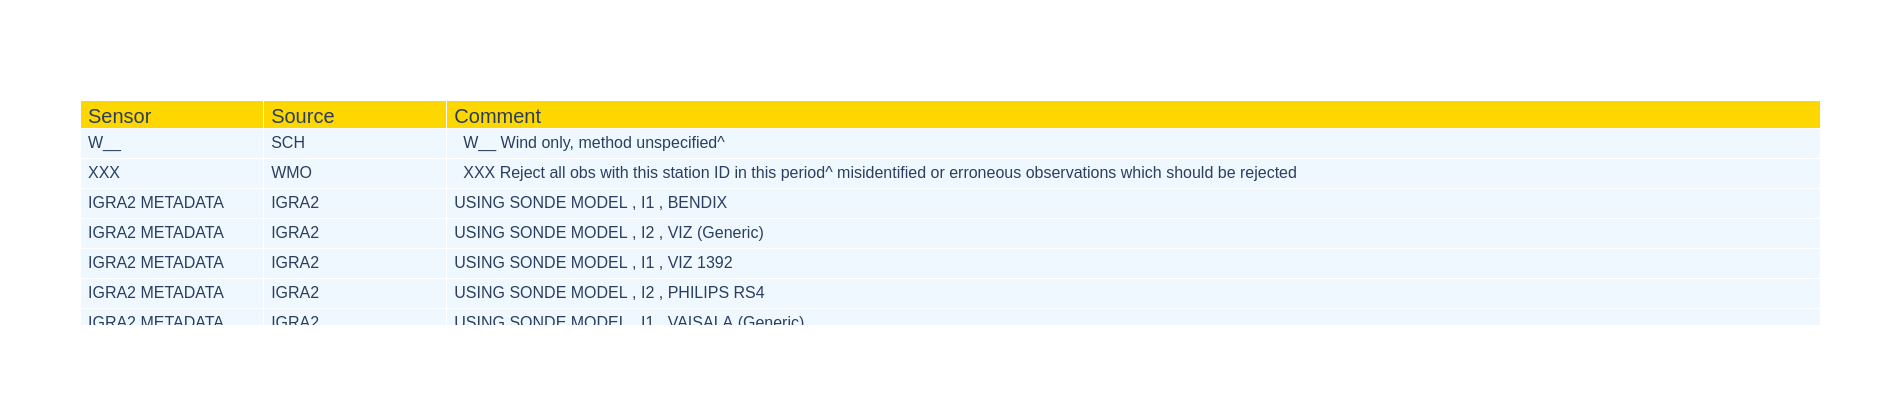 Sensor Source Comment
W__ SCH W__ Wind only, method unspecified^
XXX WMO XXX Reject all obs with this station ID in this period^ misidentified or erroneous observations which should be rejected
IGRA2 METADATA IGRA2 USING SONDE MODEL , I1 , BENDIX
IGRA2 METADATA IGRA2 USING SONDE MODEL , I2 , VIZ (Generic)
IGRA2 METADATA IGRA2 USING SONDE MODEL , I1 , VIZ 1392
IGRA2 METADATA IGRA2 USING SONDE MODEL , I2 , PHILIPS RS4
IGRA2 METADATA IGRA2 USING SONDE MODEL , I1 , VAISALA (Generic)